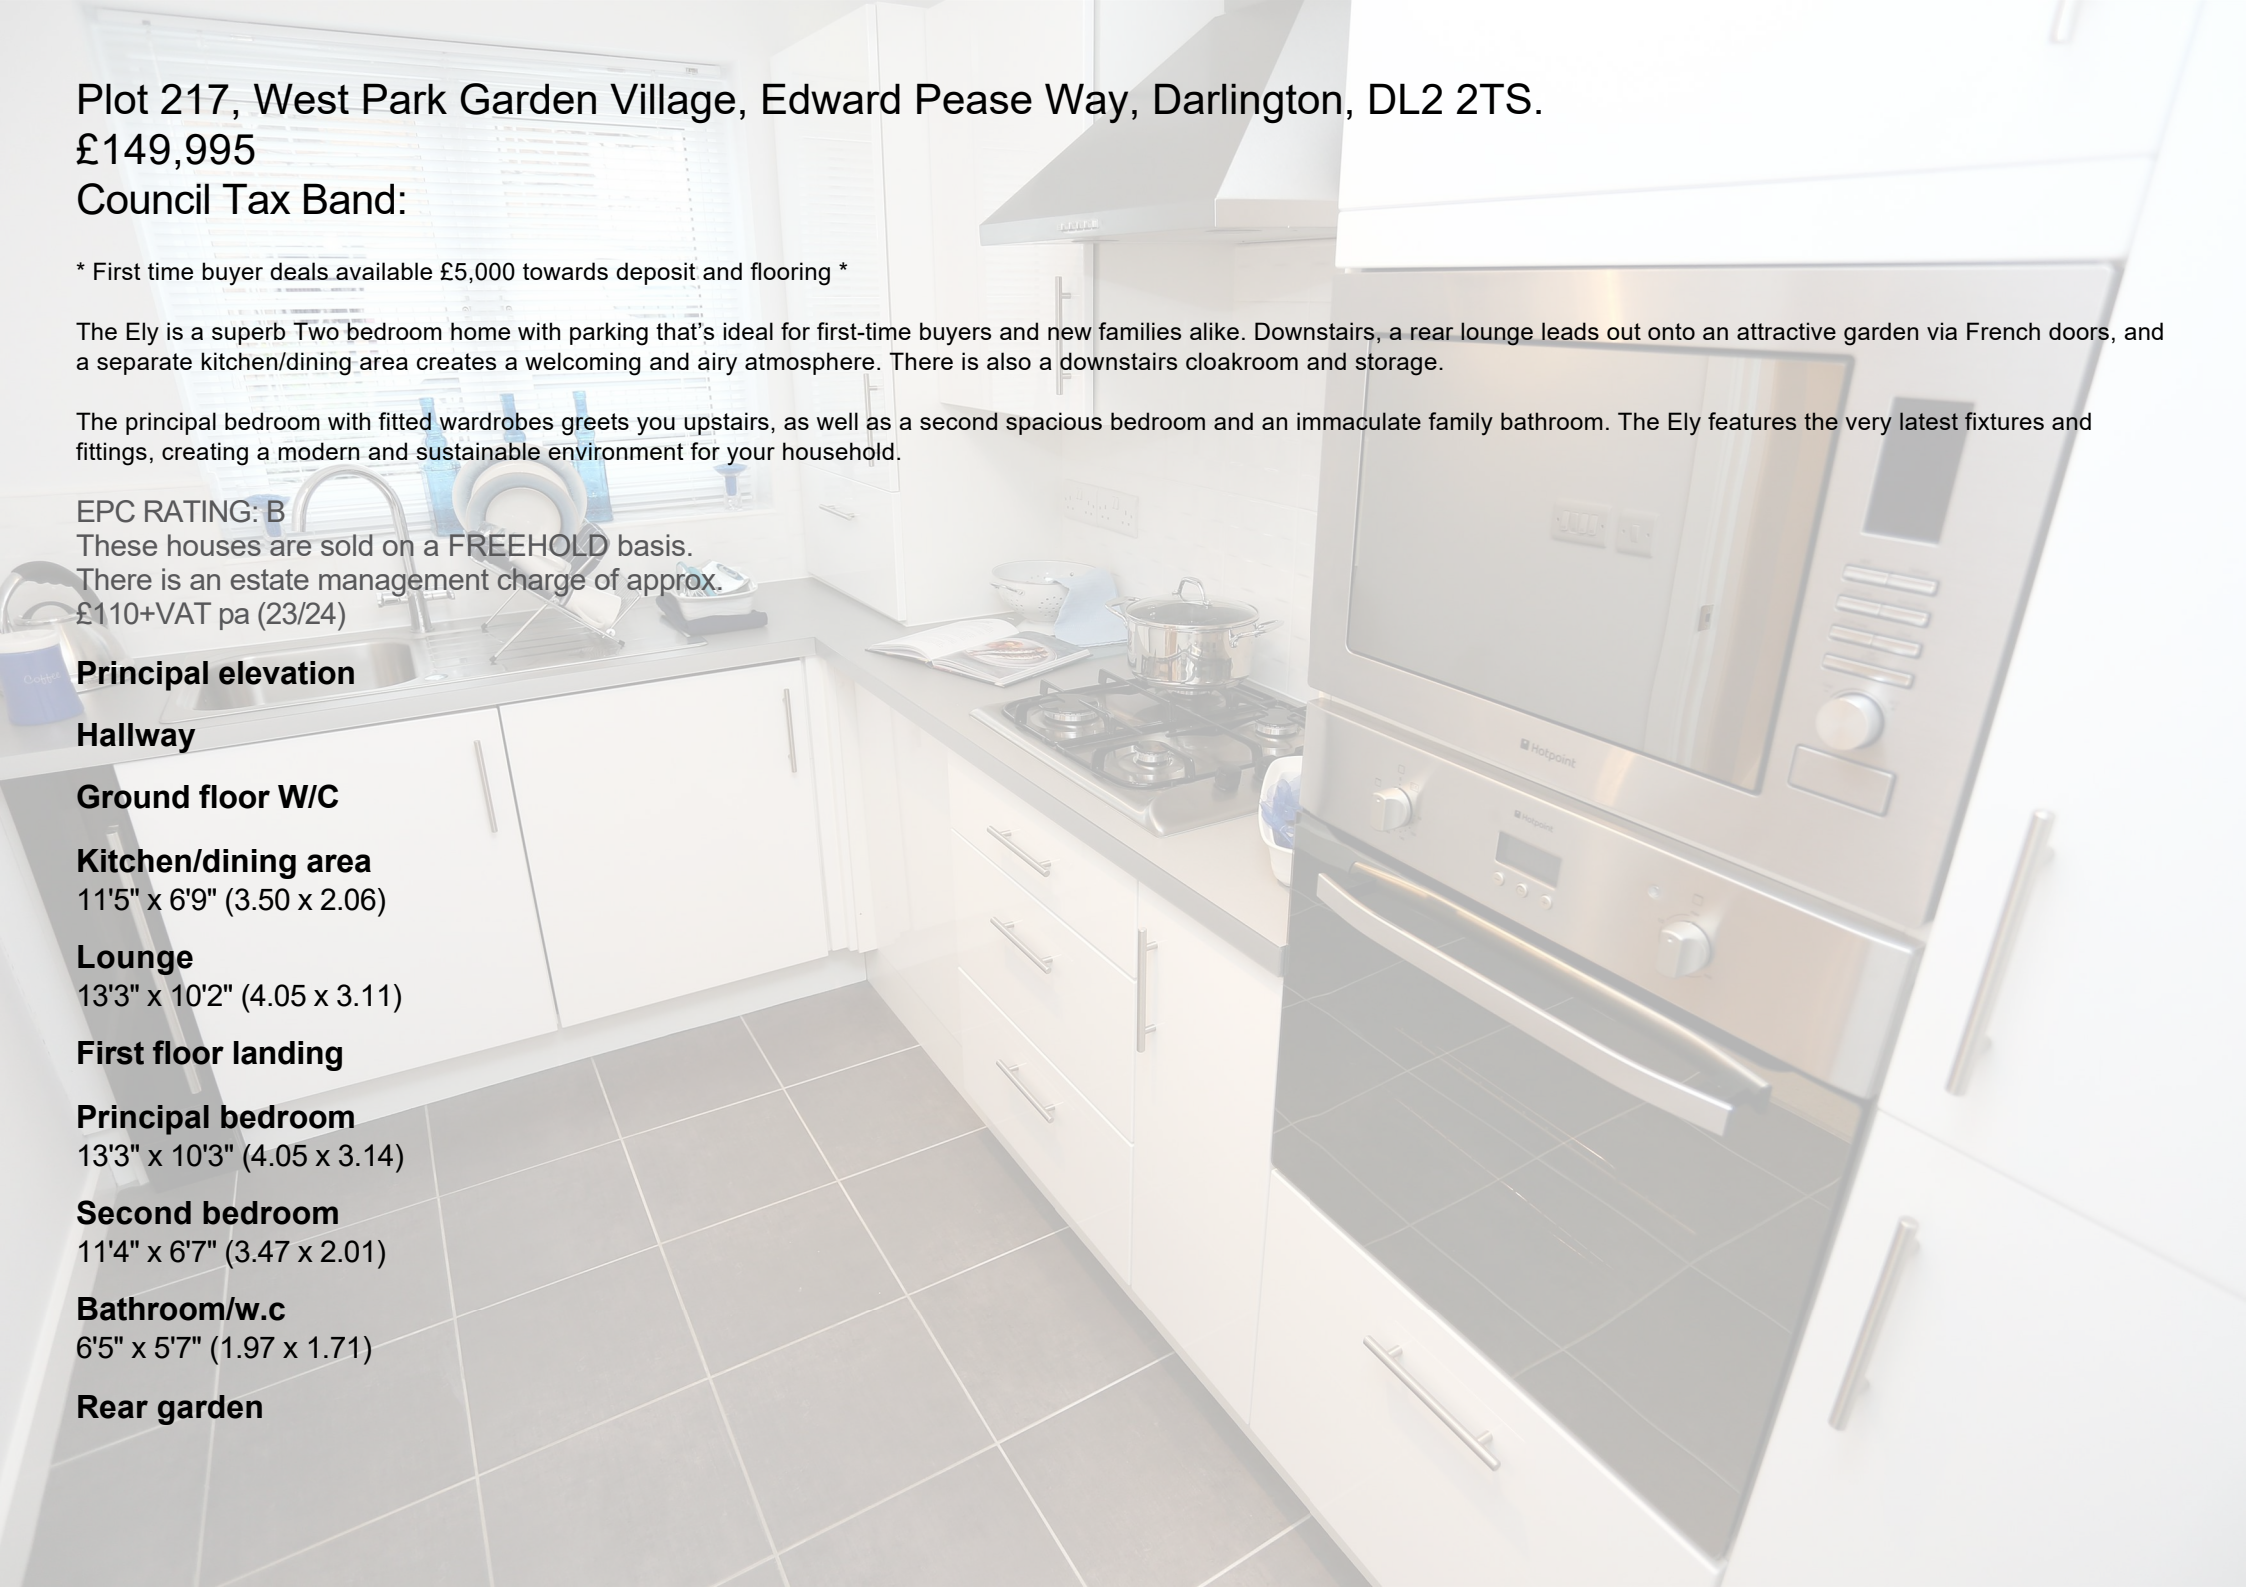 Plot 217, West Park Garden Village, Edward Pease Way, Darlington, DL2 2TS.
£149,995
Council Tax Band:
* First time buyer deals available £5,000 towards deposit and flooring *
The Ely is a superb Two bedroom home with parking that’s ideal for first-time buyers and new families alike. Downstairs, a rear lounge leads out onto an attractive garden via French doors, and
a separate kitchen/dining area creates a welcoming and airy atmosphere. There is also a downstairs cloakroom and storage.
The principal bedroom with fitted wardrobes greets you upstairs, as well as a second spacious bedroom and an immaculate family bathroom. The Ely features the very latest fixtures and
fittings, creating a modern and sustainable environment for your household.
EPC RATING: B
These houses are sold on a FREEHOLD basis.
There is an estate management charge of approx.
£110+VAT pa (23/24)
Principal elevation
Hallway
Ground floor W/C
Kitchen/dining area
11'5" x 6'9" (3.50 x 2.06)
Lounge
13'3" x 10'2" (4.05 x 3.11)
First floor landing
Principal bedroom
13'3" x 10'3" (4.05 x 3.14)
Second bedroom
11'4" x 6'7" (3.47 x 2.01)
Bathroom/w.c
6'5" x 5'7" (1.97 x 1.71)
Rear garden
Coffee
Hotpoint
Hotpoint